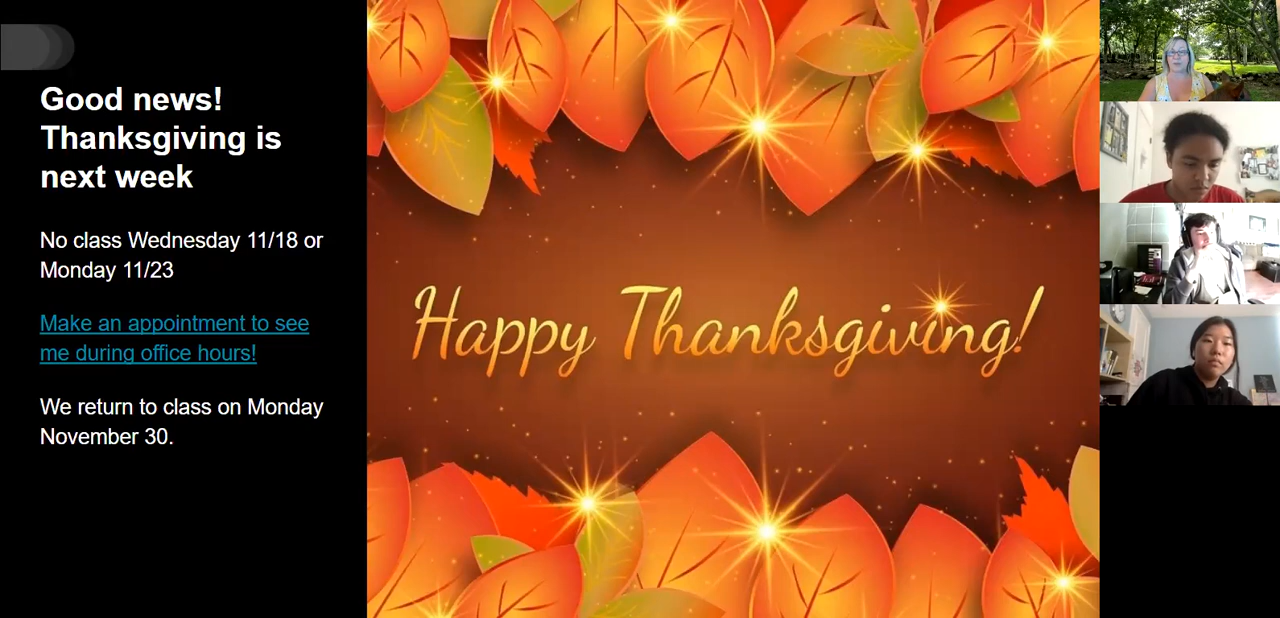 Good news!
Thanksgiving is
next week
No class Wednesday 11/18 or
Monday 11/23
Make an appointment to see
me during office hours!
We return to class on Monday
November 30.
Happy Thanksgiving!